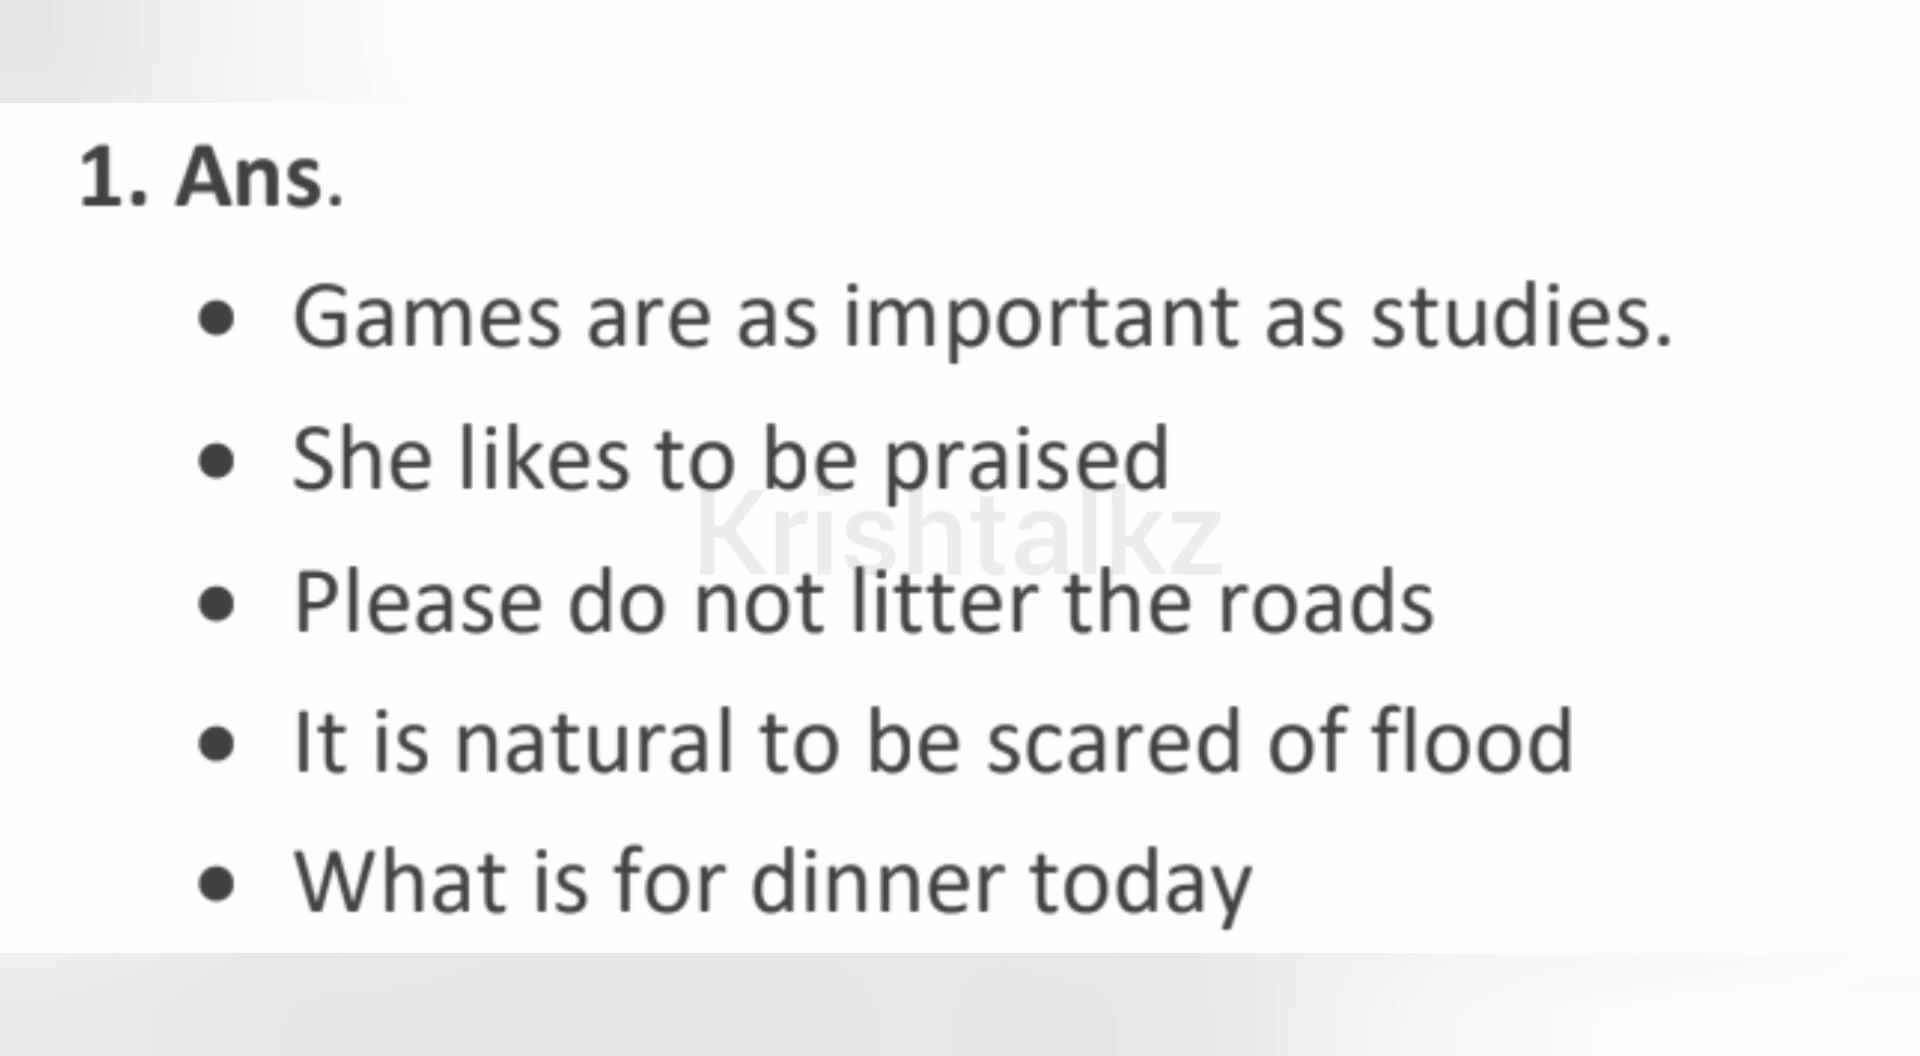 1. Ans.
• Games are as important as studies.
• She likes to be praised
Krishtalkz
• Please do not litter the roads
• It is natural to be scared of flood
• What is for dinner today